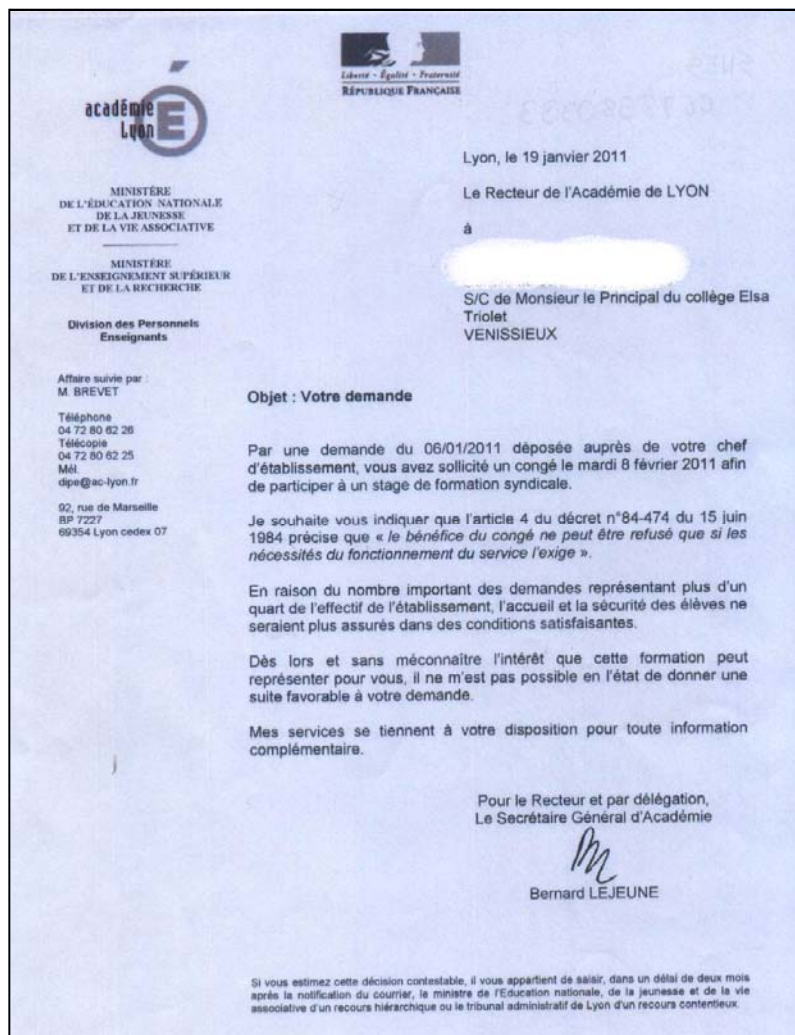 Liberté • Égalité • Fraternité
RÉPUBLIQUE FRANÇAISE
académie
Lyon
MINISTÈRE
DE L'ÉDUCATION NATIONALE
DE LA JEUNESSE
ET DE LA VIE ASSOCIATIVE
MINISTÈRE
DE L'ENSEIGNEMENT SUPÉRIEUR
ET DE LA RECHERCHE
Division des Personnels
Enseignants
Affaire suivie par :
M. BREVET
Téléphone
04 72 80 62 26
Télécopie
04 72 80 62 25
Mél.
dipe@ac-lyon.fr
92, rue de Marseille
BP 7227
69354 Lyon cedex 07
Lyon, le 19 janvier 2011
Le Recteur de l'Académie de LYON
à
S/C de Monsieur le Principal du collège Elsa
Triolet
VENISSIEUX
Objet : Votre demande
Par une demande du 06/01/2011 déposée auprès de votre chef
d'établissement, vous avez sollicité un congé le mardi 8 février 2011 afin
de participer à un stage de formation syndicale.
Je souhaite vous indiquer que l'article 4 du décret n°84-474 du 15 juin
1984 précise que « le bénéfice du congé ne peut être refusé que si les
nécessités du fonctionnement du service l'exige ».
En raison du nombre important des demandes représentant plus d'un
quart de l'effectif de l'établissement, l'accueil et la sécurité des élèves ne
seraient plus assurés dans des conditions satisfaisantes.
Dès lors et sans méconnaître l'intérêt que cette formation peut
représenter pour vous, il ne m'est pas possible en l'état de donner une
suite favorable à votre demande.
Mes services se tiennent à votre disposition pour toute information
complémentaire.
Pour le Recteur et par délégation,
Le Secrétaire Général d'Académie
Bernard LEJEUNE
Si vous estimez cette décision contestable, il vous appartient de saisir, dans un délai de deux mois
après la notification du courrier, le ministre de l'Education nationale, de la jeunesse et de la vie
associative d'un recours hiérarchique ou le tribunal administratif de Lyon d'un recours contentieux.